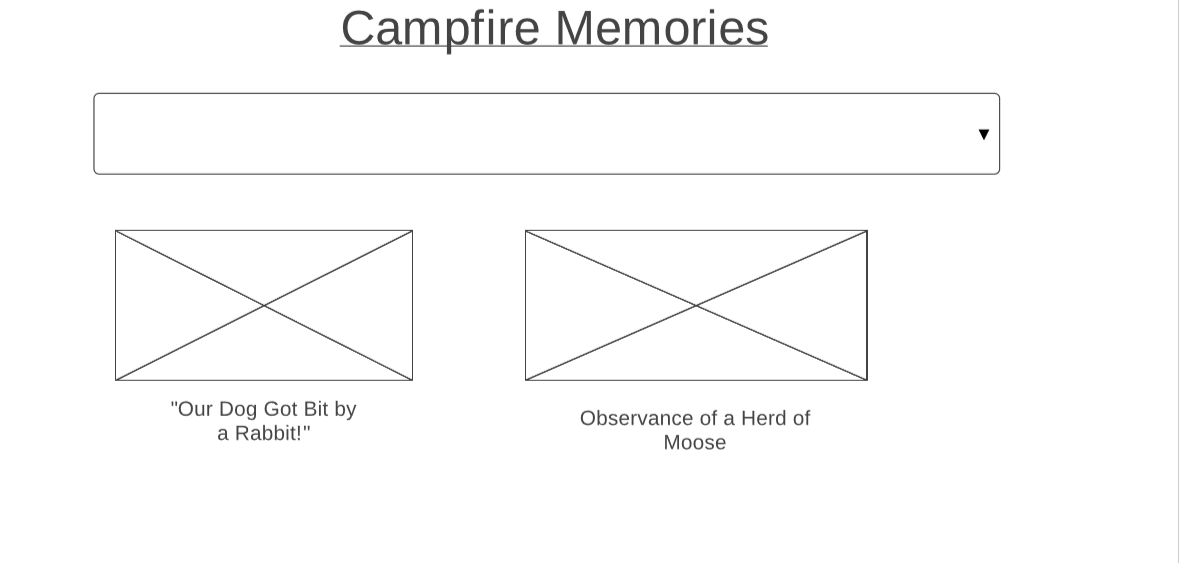 Campfire Memories
▼
"Our Dog Got Bit by
a Rabbit!"
Observance of a Herd of
Moose